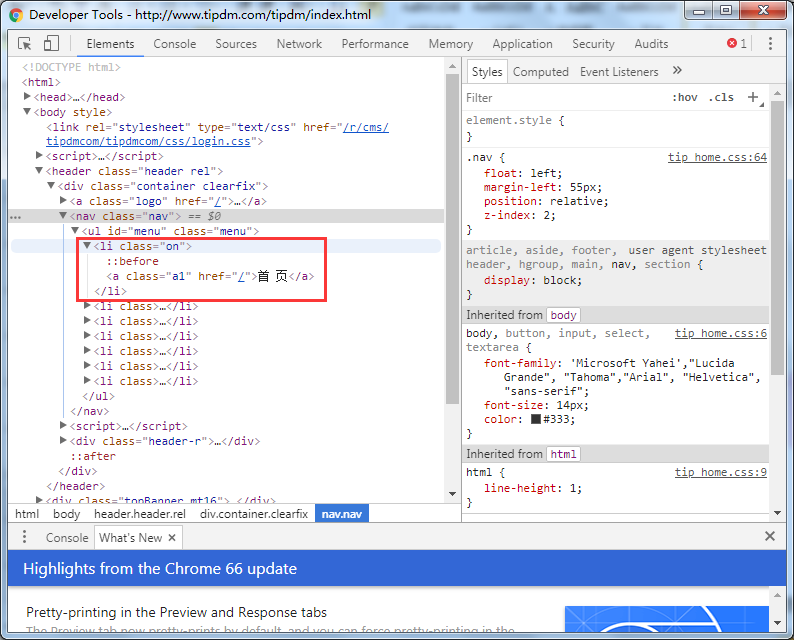 Developer Tools - http://www.tipdm.com/tipdm/index.html
Elements Console Sources Network Performance Memory Application Security Audits 1
<!DOCTYPE html>
<html>
<head>…</head>
<body style>
<link rel="stylesheet" type="text/css" href="/r/cms/
tipdmcom/tipdmcom/css/login.css">
<script>…</script>
<header class="header rel">
<div class="container clearfix">
<a class="logo" href="/">…</a>
… <nav class="nav"> == $0
<ul id="menu" class="menu">
<li class="on">
::before
<a class="a1" href="/">首 页</a>
</li>
<li class>…</li>
<li class>…</li>
<li class>…</li>
<li class>…</li>
<li class>…</li>
<li class>…</li>
</ul>
</nav>
<script>…</script>
<div class="header-r">…</div>
::after
</div>
</header>
<div class="topBanner mt16"> </div>
html body header.header.rel div.container.clearfix nav.nav
Styles Computed Event Listeners »
Filter :hov .cls +
element.style {
}
.nav { tip home.css:64
float: left;
margin-left: 55px;
position: relative;
z-index: 2;
}
article, aside, footer, user agent stylesheet
header, hgroup, main, nav, section {
display: block;
}
Inherited from body
body, button, input, select, tip home.css:6
textarea {
font-family: 'Microsoft Yahei',"Lucida
Grande", "Tahoma","Arial", "Helvetica",
"sans-serif";
font-size: 14px;
color: #333;
}
Inherited from html
html { tip home.css:9
line-height: 1;
}
Console What's New ×
Highlights from the Chrome 66 update
Pretty-printing in the Preview and Response tabs
The Preview tab now pretty-prints by default, and you can force pretty-printing in the